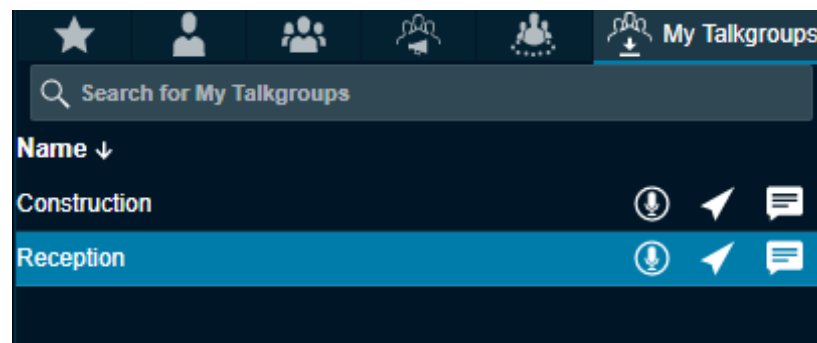 My Talkgroups
Search for My Talkgroups
Name ↓
Construction
Reception